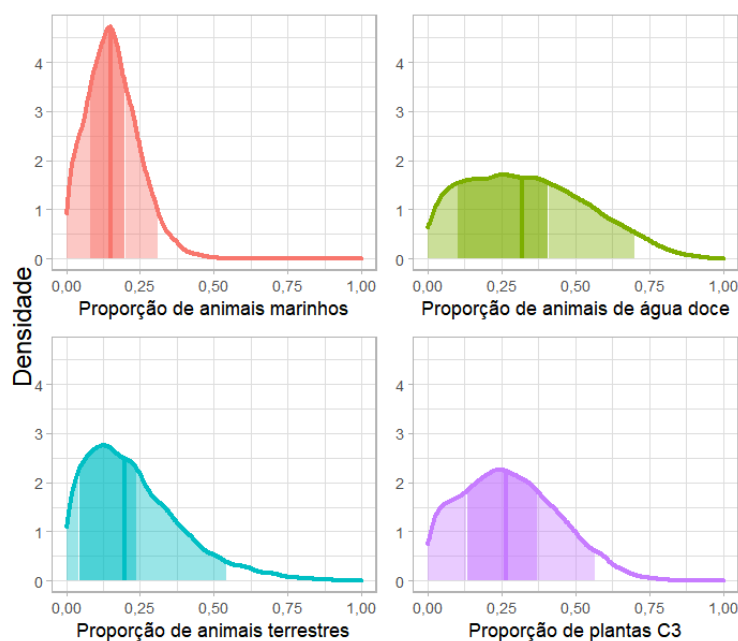 Densidade
4
3
2
1
0
0,00 0,25 0,50 0,75 1,00
Proporção de animais marinhos
4
3
2
1
0
0,00 0,25 0,50 0,75 1,00
Proporção de animais de água doce
4
3
2
1
0
0,00 0,25 0,50 0,75 1,00
Proporção de animais terrestres
4
3
2
1
0
0,00 0,25 0,50 0,75 1,00
Proporção de plantas C3